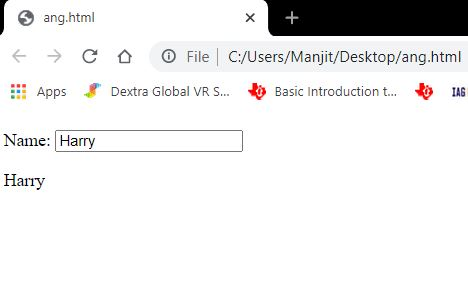 ang.html
File | C:/Users/Manjit/Desktop/ang.html
Apps Dextra Global VR S... Basic Introduction t... IAG
Name: Harry
Harry